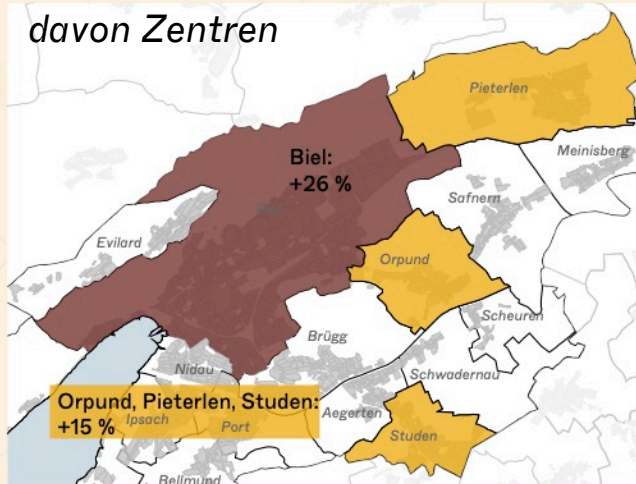 davon Zentren
Pieterlen
Biel:
+26 %
Meinisberg
Safnern
Biel
Evilard
Orpund
Scheuren
Brügg
Nidau
Schwadernau
Orpund, Pieterlen, Studen:
+15 %
Ipsach
Port
Aegerten
Studen
Bellmund